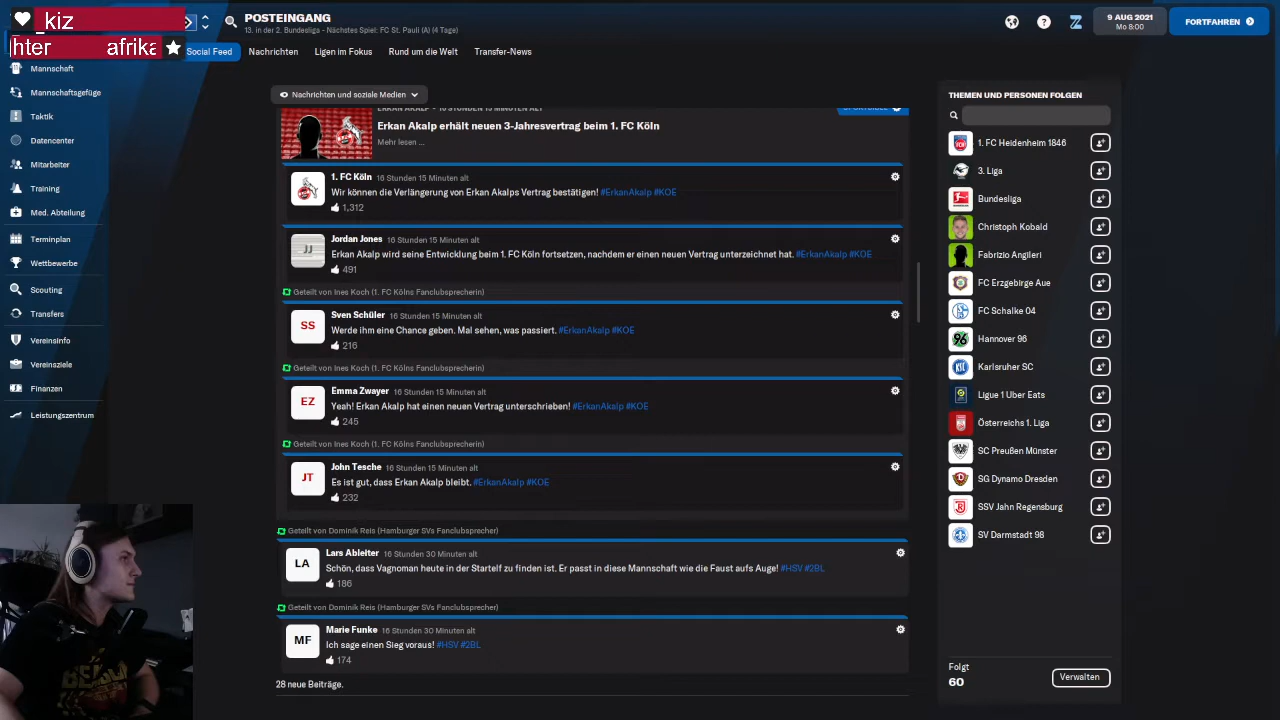 _kiz
hter afrika
POSTEINGANG
13. in der 2. Bundesliga - Nächstes Spiel: FC St. Pauli (A) (4 Tage)
9 AUG 2021
Mo 8:00
FORTFAHREN
Social Feed
Nachrichten
Ligen im Fokus
Rund um die Welt
Transfer-News
Mannschaft
Mannschaftsgefüge
Taktik
Datencenter
Mitarbeiter
Training
Med. Abteilung
Terminplan
Wettbewerbe
Scouting
Transfers
Vereinsinfo
Vereinsziele
Finanzen
Leistungszentrum
Nachrichten und soziale Medien
ERKAN AKALP - 16 STUNDEN 15 MINUTEN ALT
Erkan Akalp erhält neuen 3-Jahresvertrag beim 1. FC Köln
Mehr lesen ...
1. FC Köln 16 Stunden 15 Minuten alt
Wir können die Verlängerung von Erkan Akalps Vertrag bestätigen! #ErkanAkalp #KOE
1,312
JJ
Jordan Jones 16 Stunden 15 Minuten alt
Erkan Akalp wird seine Entwicklung beim 1. FC Köln fortsetzen, nachdem er einen neuen Vertrag unterzeichnet hat. #ErkanAkalp #KOE
491
Geteilt von Ines Koch (1. FC Kölns Fanclubsprecherin)
SS
Sven Schüler 16 Stunden 15 Minuten alt
Werde ihm eine Chance geben. Mal sehen, was passiert. #ErkanAkalp #KOE
216
Geteilt von Ines Koch (1. FC Kölns Fanclubsprecherin)
EZ
Emma Zwayer 16 Stunden 15 Minuten alt
Yeah! Erkan Akalp hat einen neuen Vertrag unterschrieben! #ErkanAkalp #KOE
245
Geteilt von Ines Koch (1. FC Kölns Fanclubsprecherin)
JT
John Tesche 16 Stunden 15 Minuten alt
Es ist gut, dass Erkan Akalp bleibt. #ErkanAkalp #KOE
232
Geteilt von Dominik Reis (Hamburger SVs Fanclubsprecher)
LA
Lars Ableiter 16 Stunden 30 Minuten alt
Schön, dass Vagnoman heute in der Startelf zu finden ist. Er passt in diese Mannschaft wie die Faust aufs Auge! #HSV #2BL
186
Geteilt von Dominik Reis (Hamburger SVs Fanclubsprecher)
MF
Marie Funke 16 Stunden 30 Minuten alt
Ich sage einen Sieg voraus! #HSV #2BL
174
28 neue Beiträge.
THEMEN UND PERSONEN FOLGEN
1. FC Heidenheim 1846
3. Liga
Bundesliga
Christoph Kobald
Fabrizio Angileri
FC Erzgebirge Aue
FC Schalke 04
Hannover 96
Karlsruher SC
Ligue 1 Uber Eats
Österreichs 1. Liga
SC Preußen Münster
SG Dynamo Dresden
SSV Jahn Regensburg
SV Darmstadt 98
Folgt
60
Verwalten